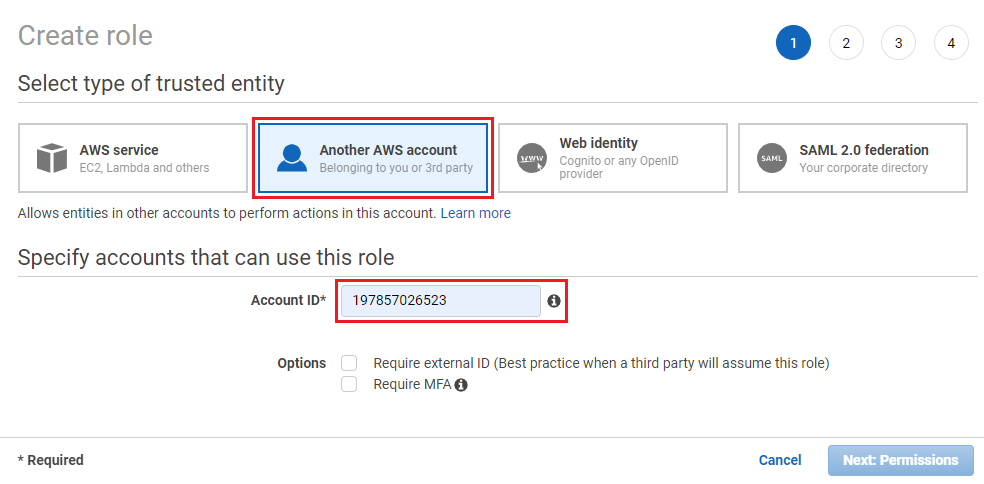 Create role
1 2 3 4
Select type of trusted entity
AWS service
EC2, Lambda and others
Another AWS account
Belonging to you or 3rd party
WWW
Web identity
Cognito or any OpenID
provider
SAML
SAML 2.0 federation
Your corporate directory
Allows entities in other accounts to perform actions in this account. Learn more
Specify accounts that can use this role
Account ID* 197857026523
Options Require external ID (Best practice when a third party will assume this role)
Require MFA
* Required Cancel Next: Permissions